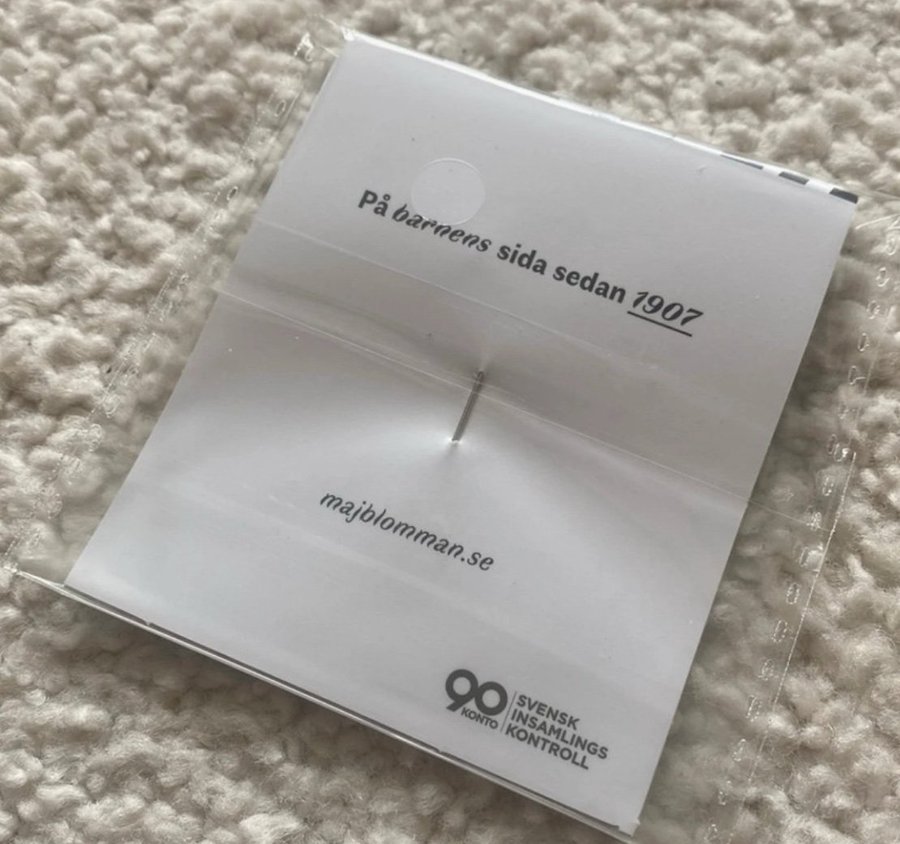 På barnens sida sedan 1907
majblomman.se
90
KONTO
SVENSK
INSAMLINGS
KONTROLL